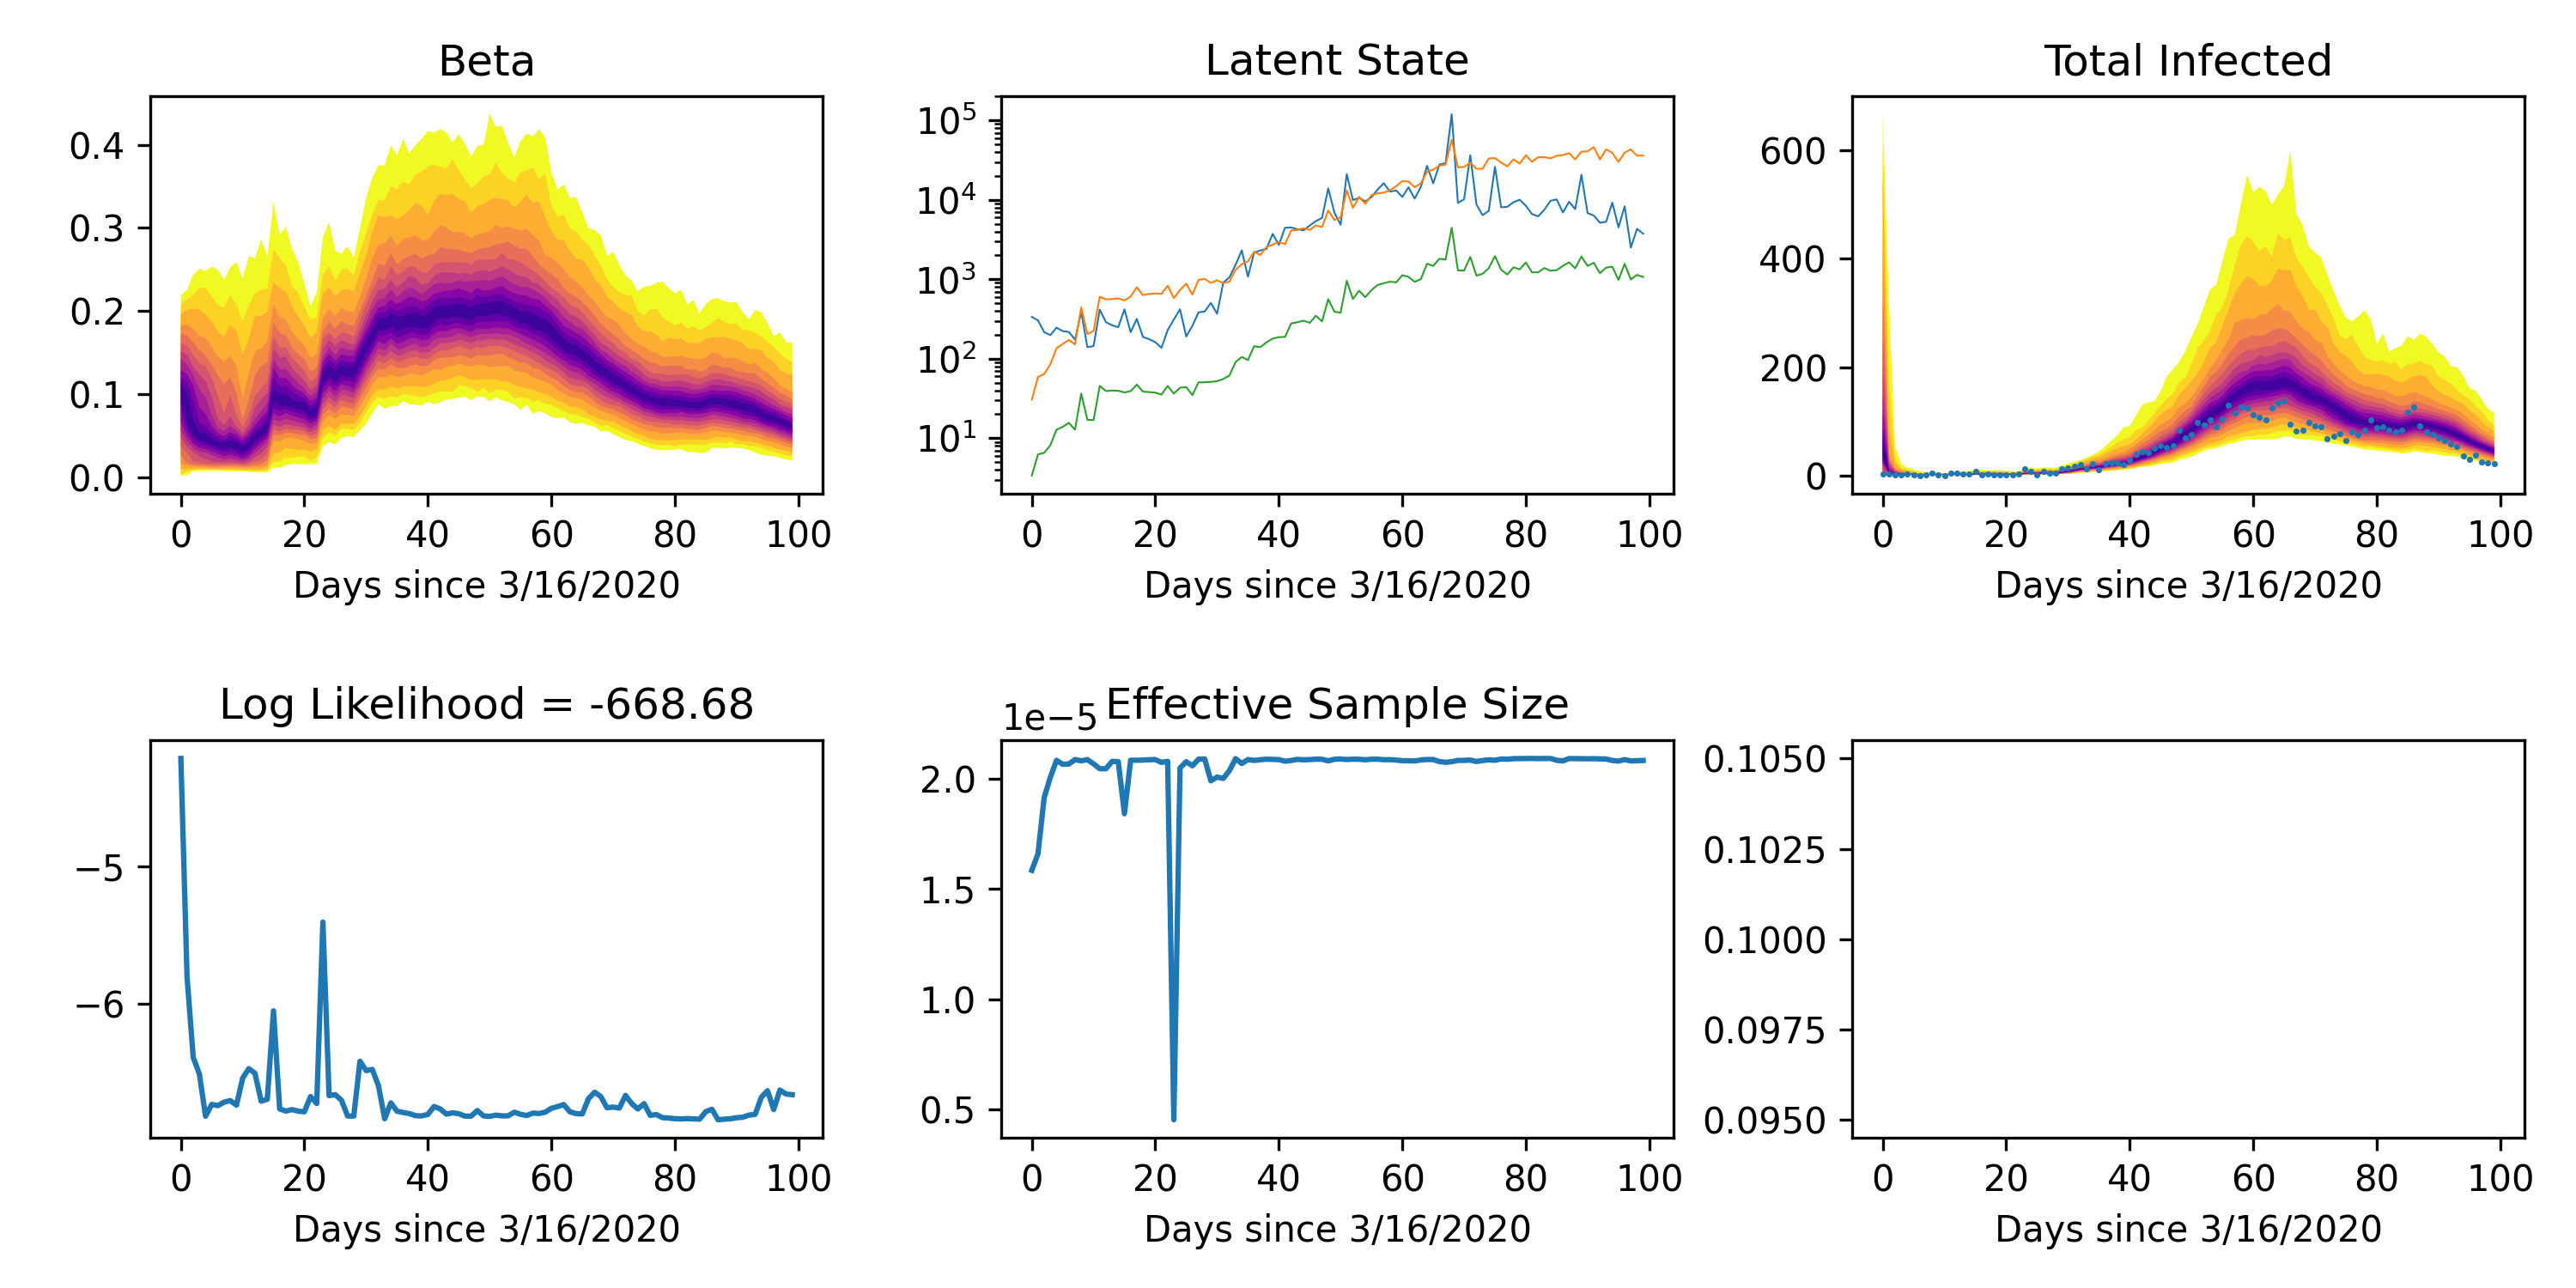 Beta
0.4
0.3
0.2
0.1
0.0
0 20 40 60 80 100
Days since 3/16/2020
Latent State
10⁵
10⁴
10³
10²
10¹
0 20 40 60 80 100
Days since 3/16/2020
Total Infected
600
400
200
0
0 20 40 60 80 100
Days since 3/16/2020
Log Likelihood = -668.68
−5
−6
0 20 40 60 80 100
Days since 3/16/2020
Effective Sample Size
1e−5
2.0
1.5
1.0
0.5
0 20 40 60 80 100
Days since 3/16/2020
0.1050
0.1025
0.1000
0.0975
0.0950
0 20 40 60 80 100
Days since 3/16/2020